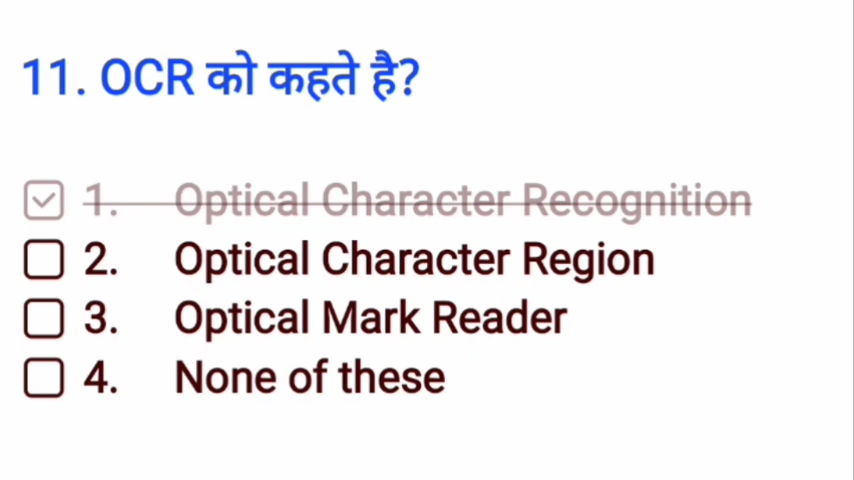 11. OCR को कहते है?
1. Optical Character Recognition
2. Optical Character Region
3. Optical Mark Reader
4. None of these